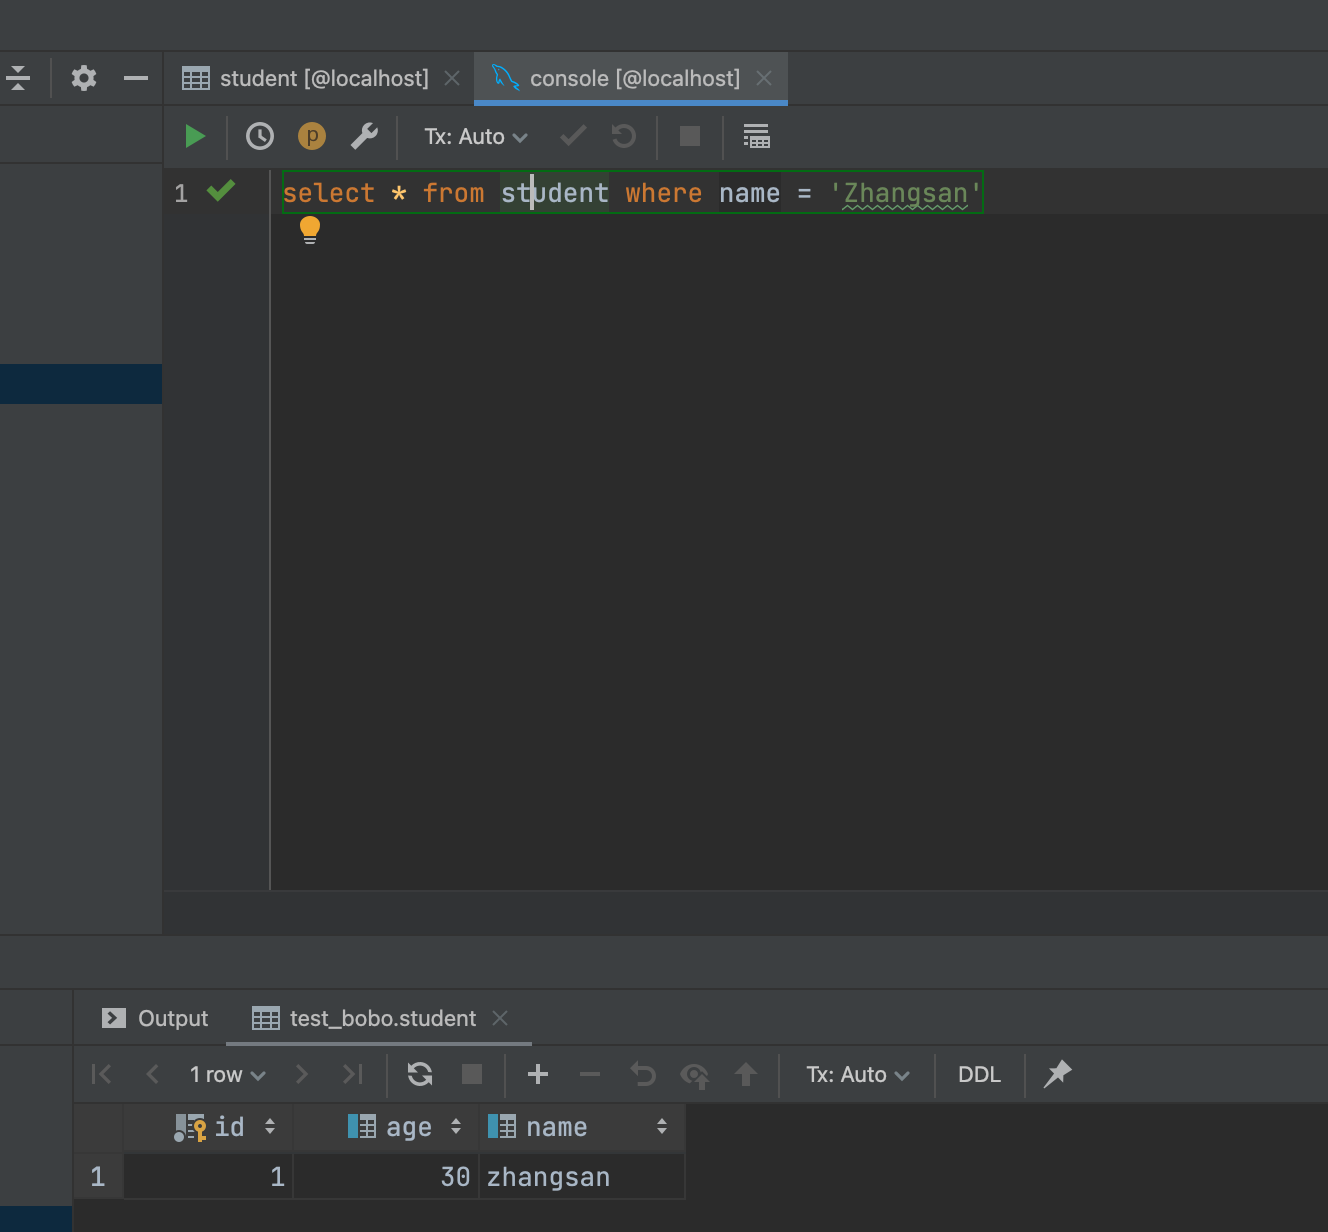 student [@localhost] console [@localhost]
p Tx: Auto
1 select * from student where name = 'Zhangsan'
Output test_bobo.student
1 row Tx: Auto DDL
id age name
1 1 30 zhangsan